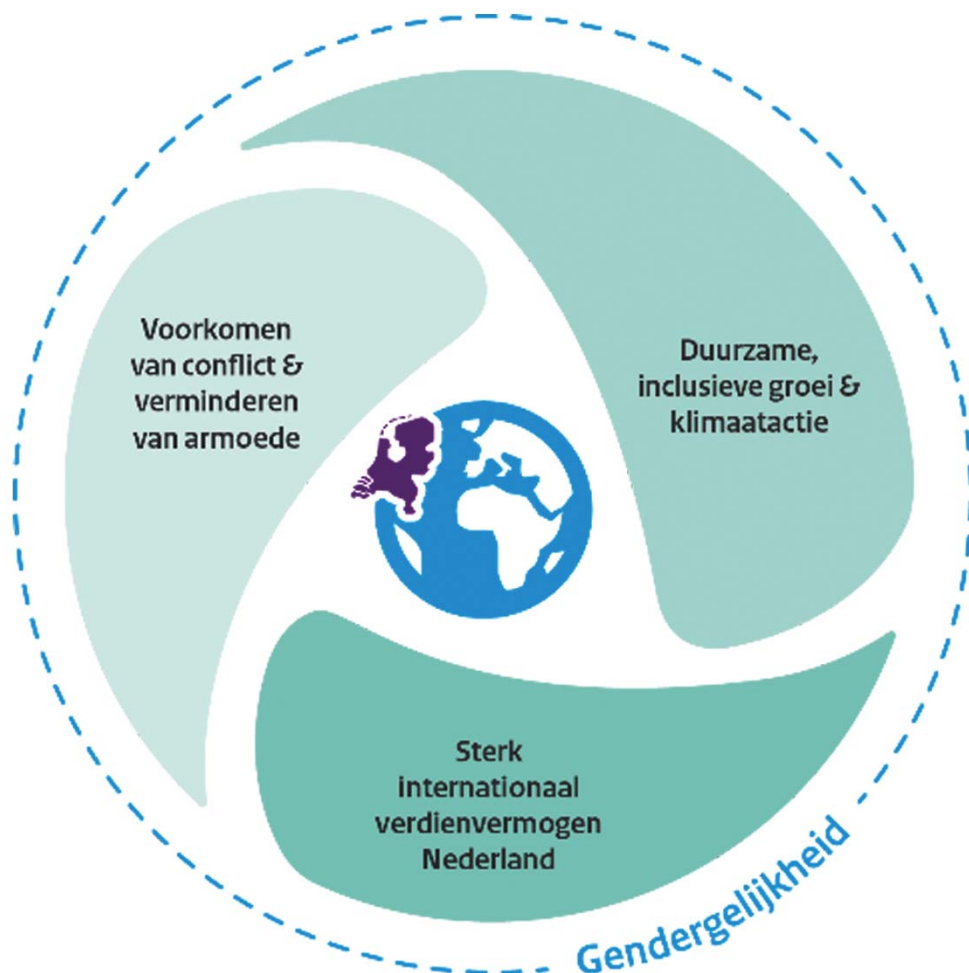 Voorkomen
van conflict &
verminderen
van armoede
Duurzame,
inclusieve groei &
klimaatactie
Sterk
internationaal
verdienvermogen
Nederland
Gendergelijkheid